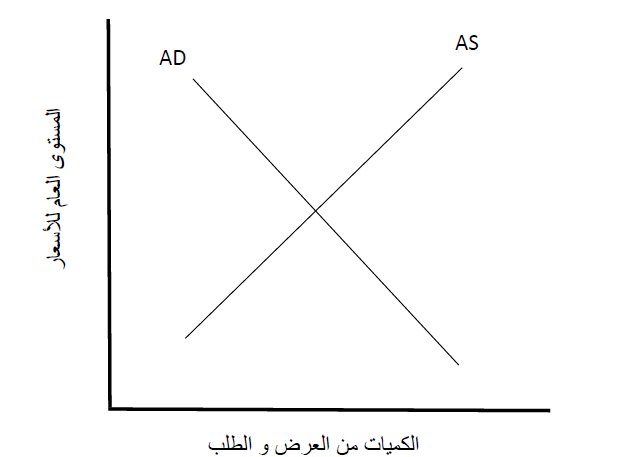 AS
AD
المستوى العام للأسعار
الكميات من العرض و الطلب